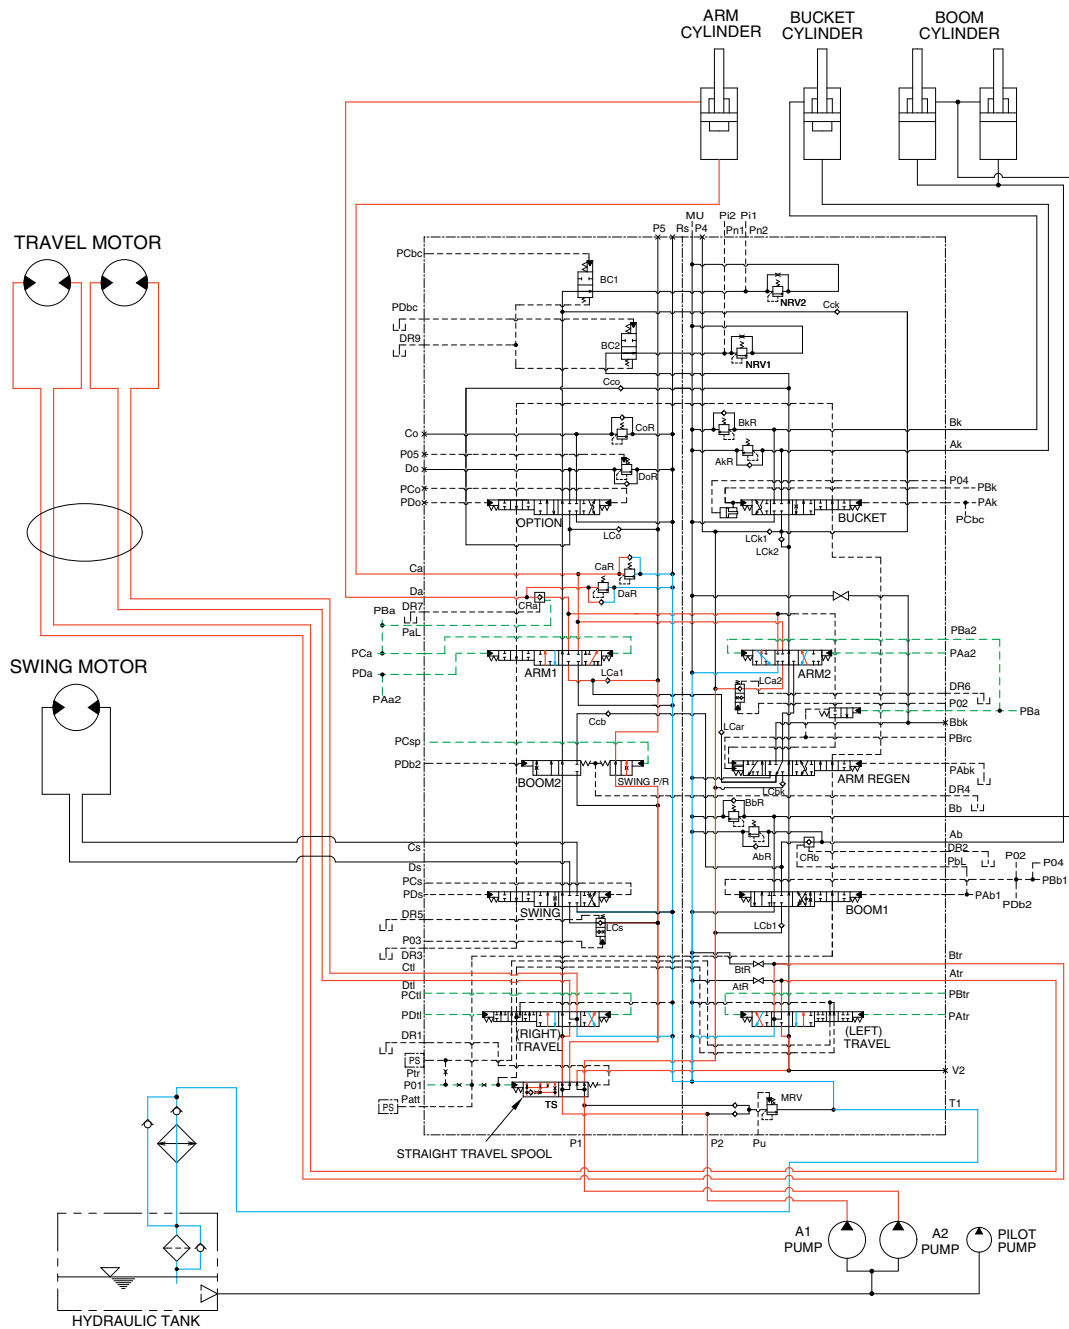 ARM CYLINDER
BUCKET CYLINDER
BOOM CYLINDER
TRAVEL MOTOR
SWING MOTOR
P5
Rs
MU
P4
Pi2
Pn1
Pi1
Pn2
PCbc
BC1
NRV2
Cck
PDbc
DR9
BC2
NRV1
Cco
Co
CoR
BkR
Bk
P05
AkR
Ak
Do
DoR
P04
PBk
PCo
PAk
PDo
PCbc
OPTION
BUCKET
LCo
LCk1
LCk2
Ca
CaR
Da
DaR
CRa
DR7
PBa
PaL
PBa2
PCa
PAa2
PDa
ARM1
LCa1
LCa2
ARM2
PAa2
DR6
P02
PBa
Ccb
LCar
Bbk
PCsp
PBrc
PDb2
BOOM2
SWING P/R
ARM REGEN
PAbk
LCbk
DR4
BbR
Bb
AbR
CRb
Ab
Cs
DR2
P02
P04
Ds
PbL
PBb1
PCs
PAb1
PDs
PDb2
SWING
BOOM1
DR5
LCs
LCb1
P03
DR3
Btr
Ctl
BtR
Atr
Dtl
AtR
PCtl
PBtr
PDtl
PAtr
(RIGHT) TRAVEL
(LEFT) TRAVEL
DR1
PS
Ptr
V2
P01
Patt
PS
TS
MRV
T1
P1
P2
Pu
STRAIGHT TRAVEL SPOOL
A1 PUMP
A2 PUMP
PILOT PUMP
HYDRAULIC TANK